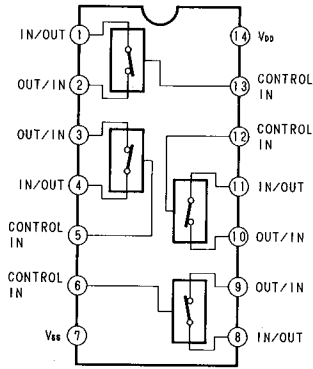 IN/OUT 1
OUT/IN 2
OUT/IN 3
IN/OUT 4
CONTROL IN 5
CONTROL IN 6
Vss 7
14 VDD
13 CONTROL IN
12 CONTROL IN
11 IN/OUT
10 OUT/IN
9 OUT/IN
8 IN/OUT